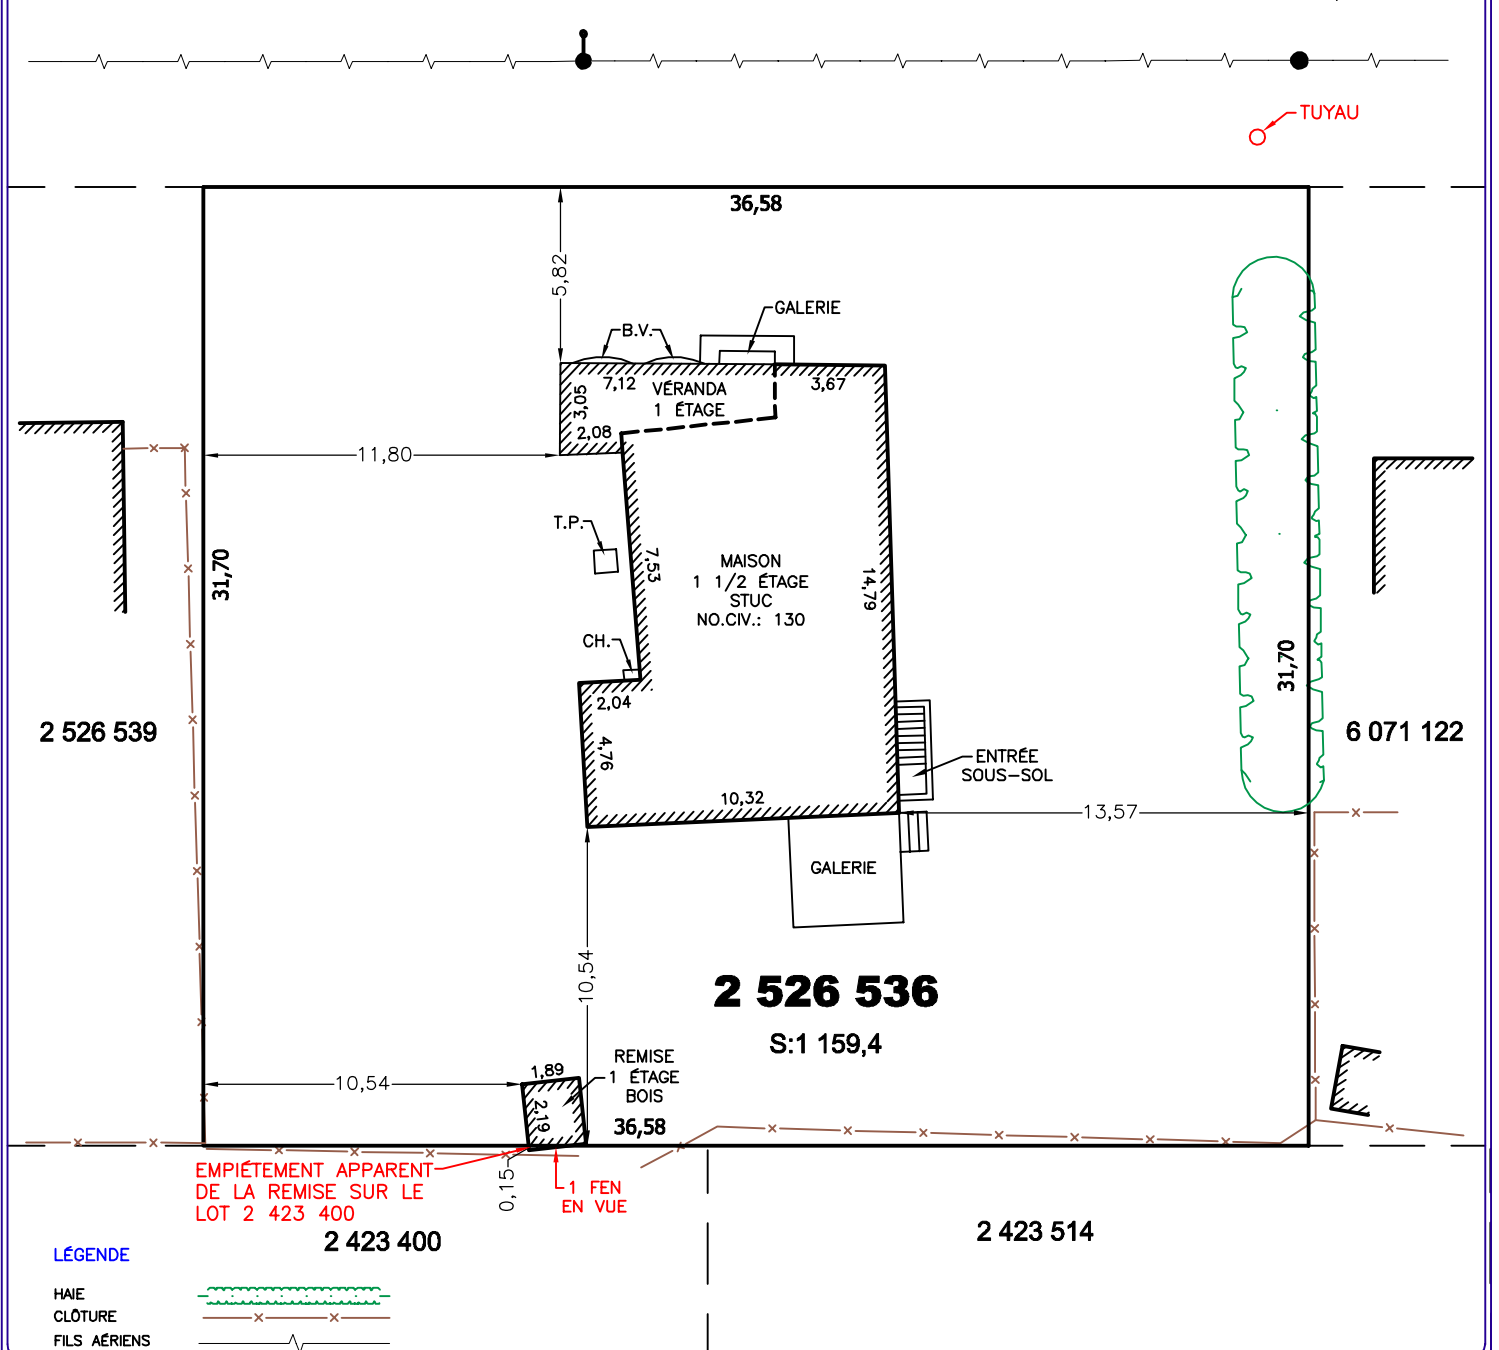 TUYAU
36,58
5,82
GALERIE
B.V.
7,12
VÉRANDA
1 ÉTAGE
3,67
3,05
2,08
11,80
T.P.
31,70
7,53
MAISON
1 1/2 ÉTAGE
STUC
NO.CIV.: 130
14,79
CH.
2,04
31,70
2 526 539
6 071 122
4,76
ENTRÉE
SOUS-SOL
10,32
13,57
GALERIE
10,54
2 526 536
S:1 159,4
REMISE
1 ÉTAGE
BOIS
1,89
10,54
2,19
36,58
EMPIÉTEMENT APPARENT
DE LA REMISE SUR LE
LOT 2 423 400
0,15
1 FEN
EN VUE
2 423 400
2 423 514
LÉGENDE
HAIE
CLÔTURE
FILS AÉRIENS